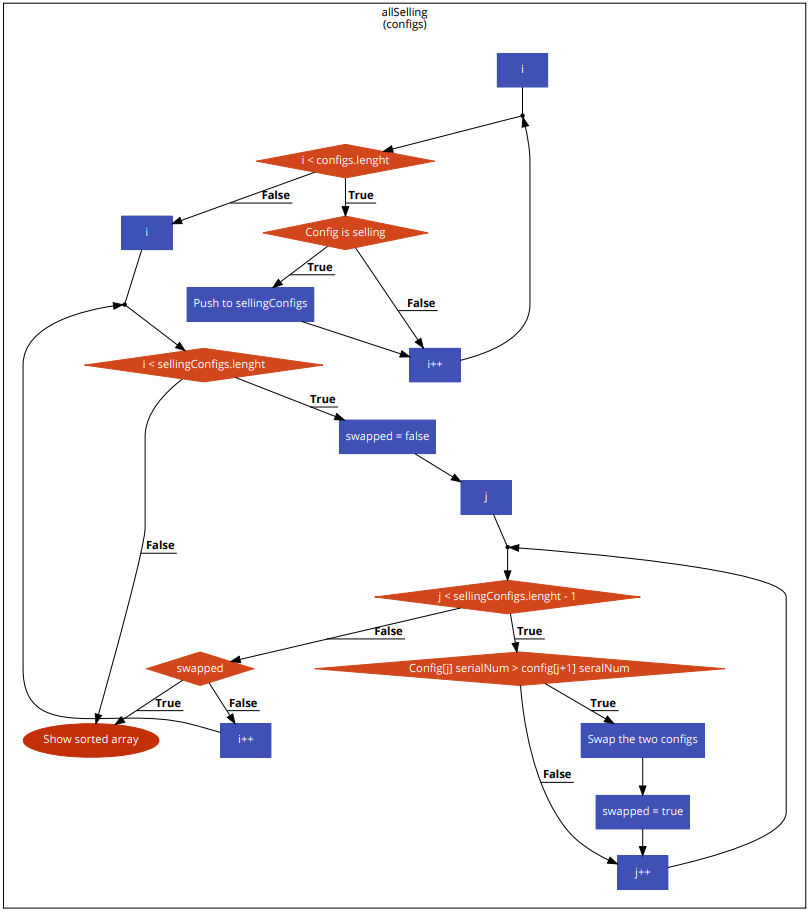 allSelling
(configs)
i
i < configs.lenght
False
True
i
Config is selling
True
False
Push to sellingConfigs
i++
i < sellingConfigs.lenght
True
swapped = false
j
False
j < sellingConfigs.lenght - 1
False
True
swapped
Config[j] serialNum > config[j+1] seralNum
True
False
True
Show sorted array
i++
Swap the two configs
False
swapped = true
j++